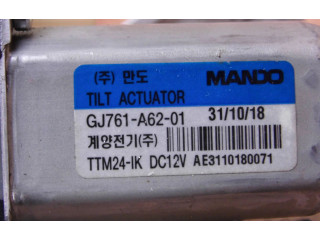 (주) 만도 MANDO
TILT ACTUATOR
GJ761-A62-01 31/10/18
계양전기(주)
TTM24-IK DC12V AE3110180071